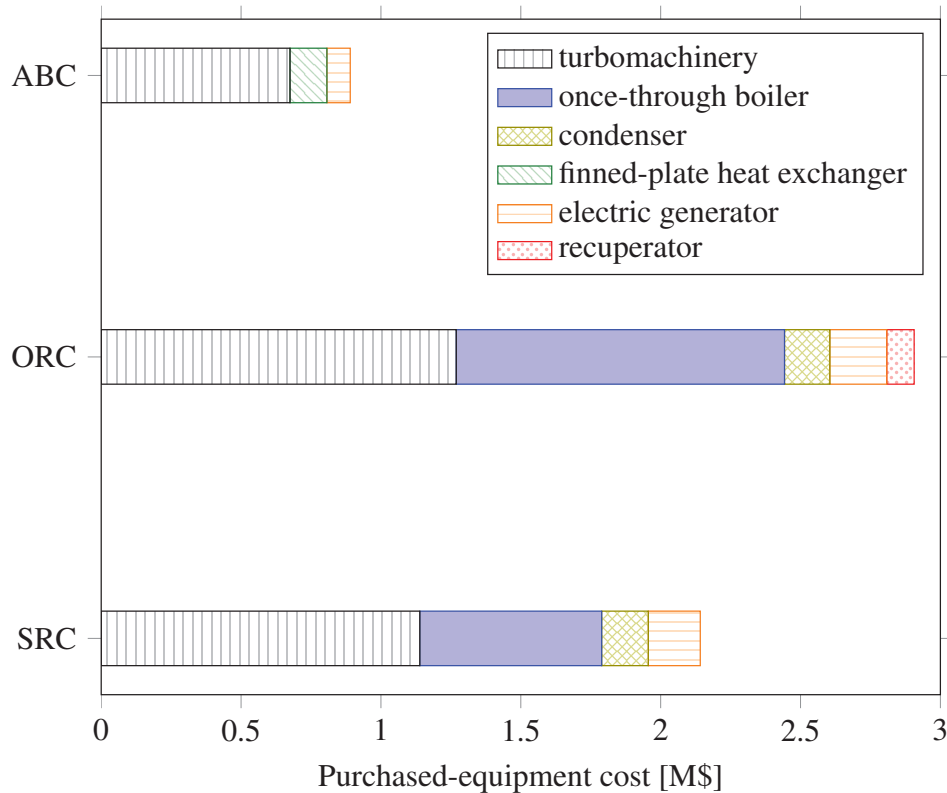 ABC
ORC
SRC
turbomachinery
once-through boiler
condenser
finned-plate heat exchanger
electric generator
recuperator
0 0.5 1 1.5 2 2.5 3
Purchased-equipment cost [M$]